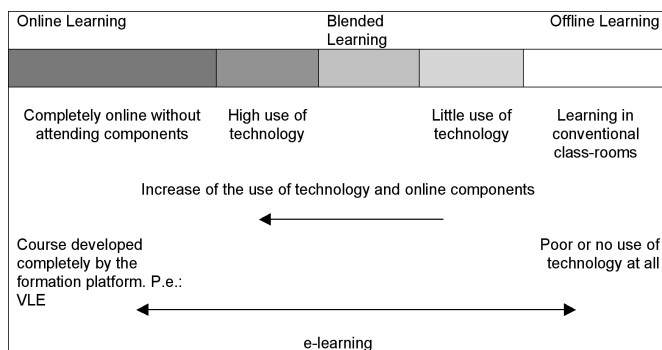 Online Learning
Blended
Learning
Offline Learning
Completely online without
attending components
High use of
technology
Little use of
technology
Learning in
conventional
class-rooms
Increase of the use of technology and online components
Course developed
completely by the
formation platform. P.e.:
VLE
Poor or no use of
technology at all
e-learning